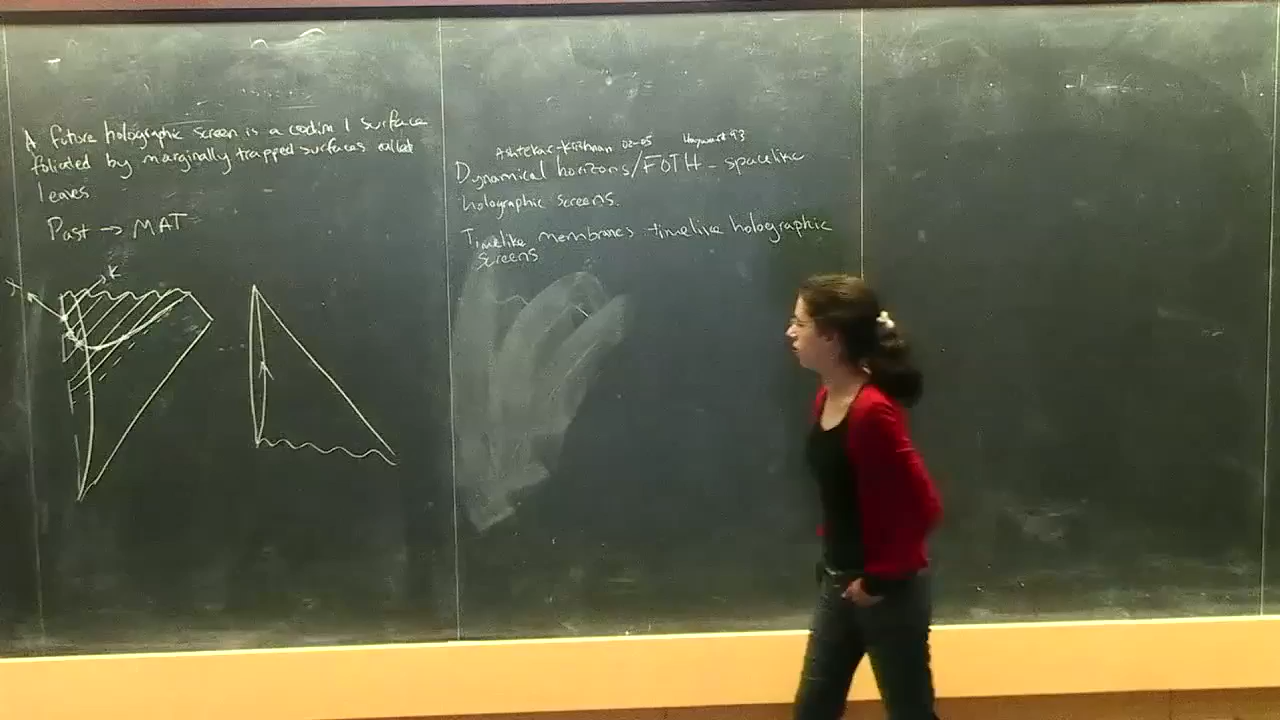 A future holographic screen is a codim 1 surface
foliated by marginally trapped surfaces called
leaves
Past → MAT
k
Ashtekar-Krishnan 02-05 Hayward 93
Dynamical horizons/FOTH - spacelike
holographic screens.
Timelike membranes - timelike holographic
screens